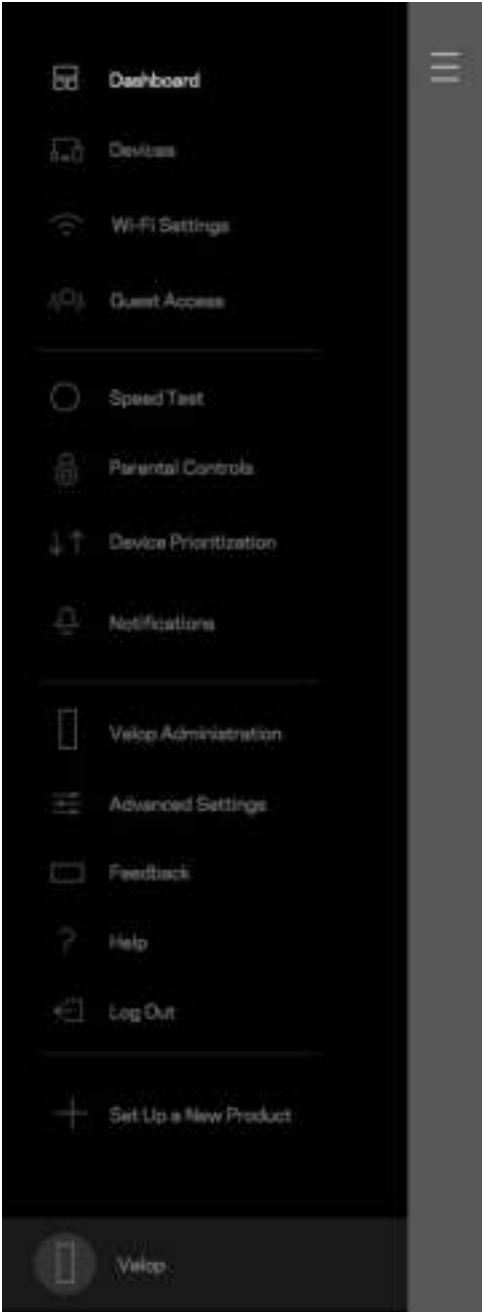 Dashboard
Devices
Wi-Fi Settings
Guest Access
Speed Test
Parental Controls
Device Prioritization
Notifications
Velop Administration
Advanced Settings
Feedback
? Help
Log Out
Set Up a New Product
Velop